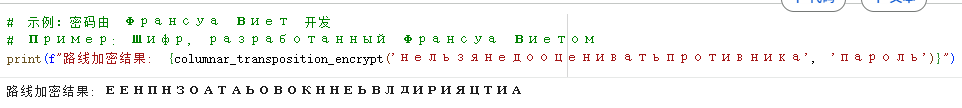 # 示例：密码由 Франсуа Виет 开发
# Пример: Шифр, разработанный Франсуа Виетом
print(f"路线加密结果: {columnar_transposition_encrypt('Нельзянедооцениватьпротивника', 'пароль')}")
路线加密结果: ЕЕНПНЗОАТАЬОВОКННЕЬВЛДИРИЯЦТИА